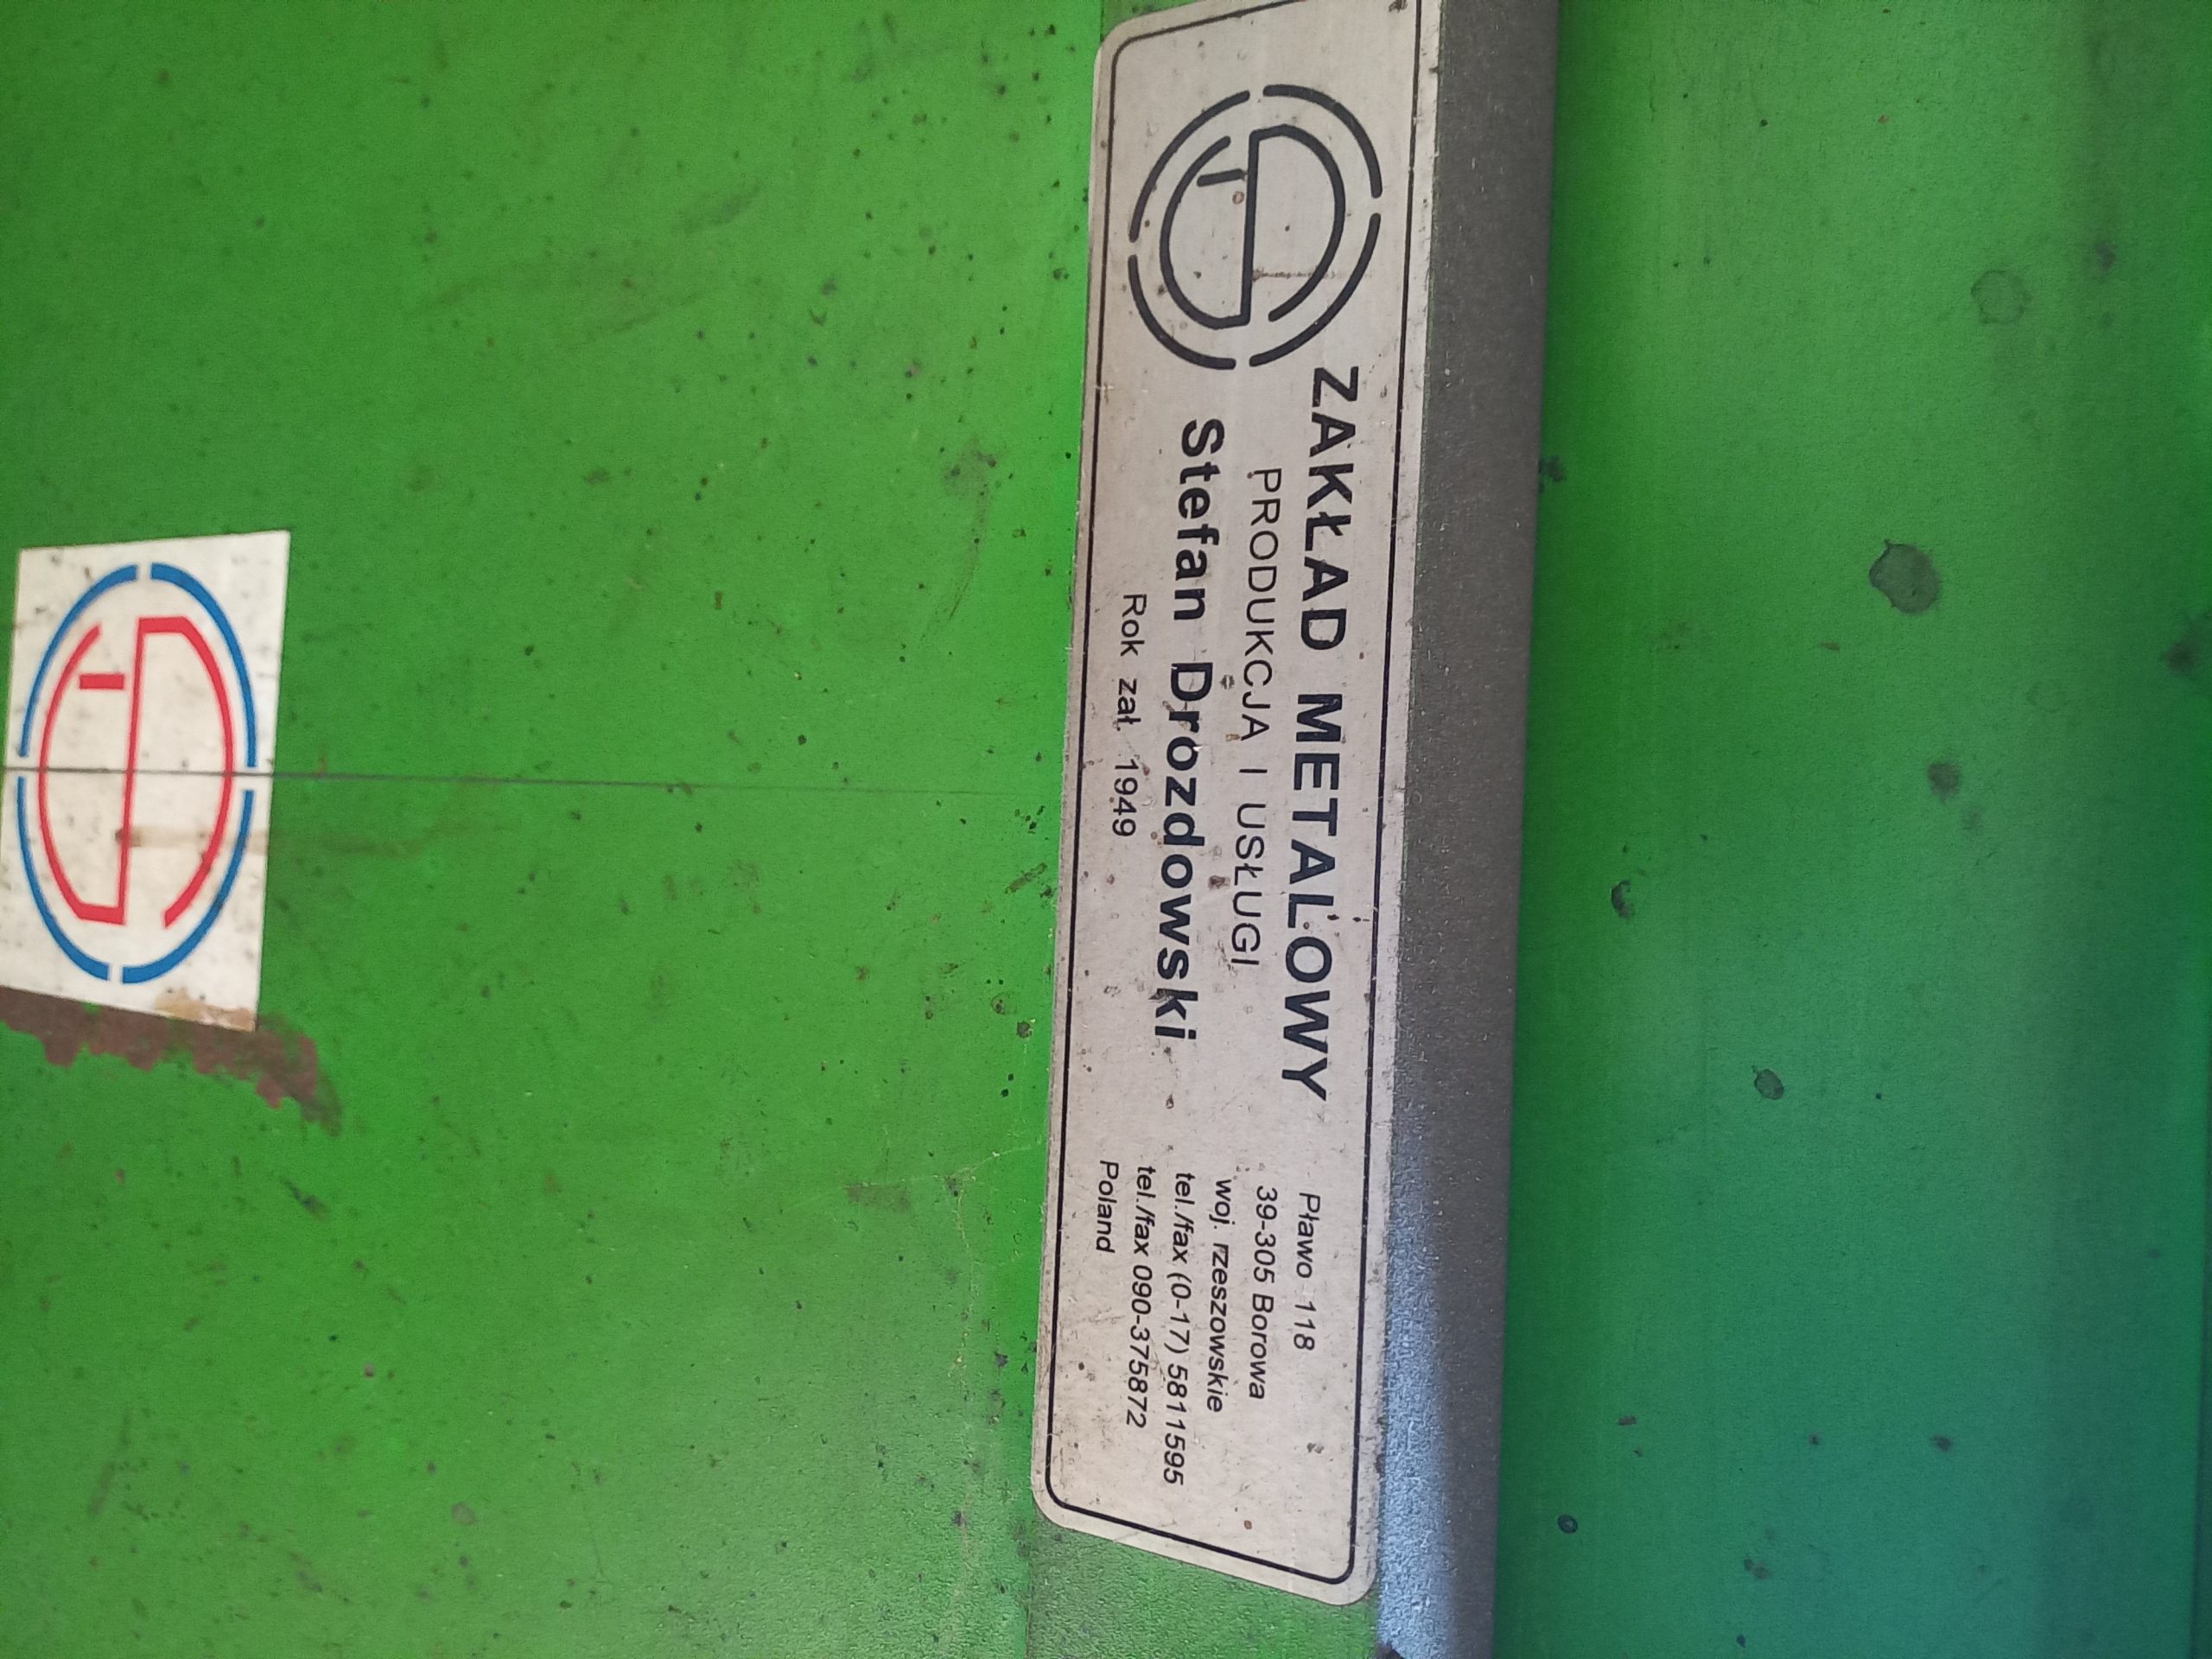 ZAKŁAD METALOWY
PRODUKCJA I USŁUGI
Stefan Drozdowski
Rok zał. 1949
Pławo 118
39-305 Borowa
woj. rzeszowskie
tel./fax (0-17) 5811595
tel./fax 090-375872
Poland